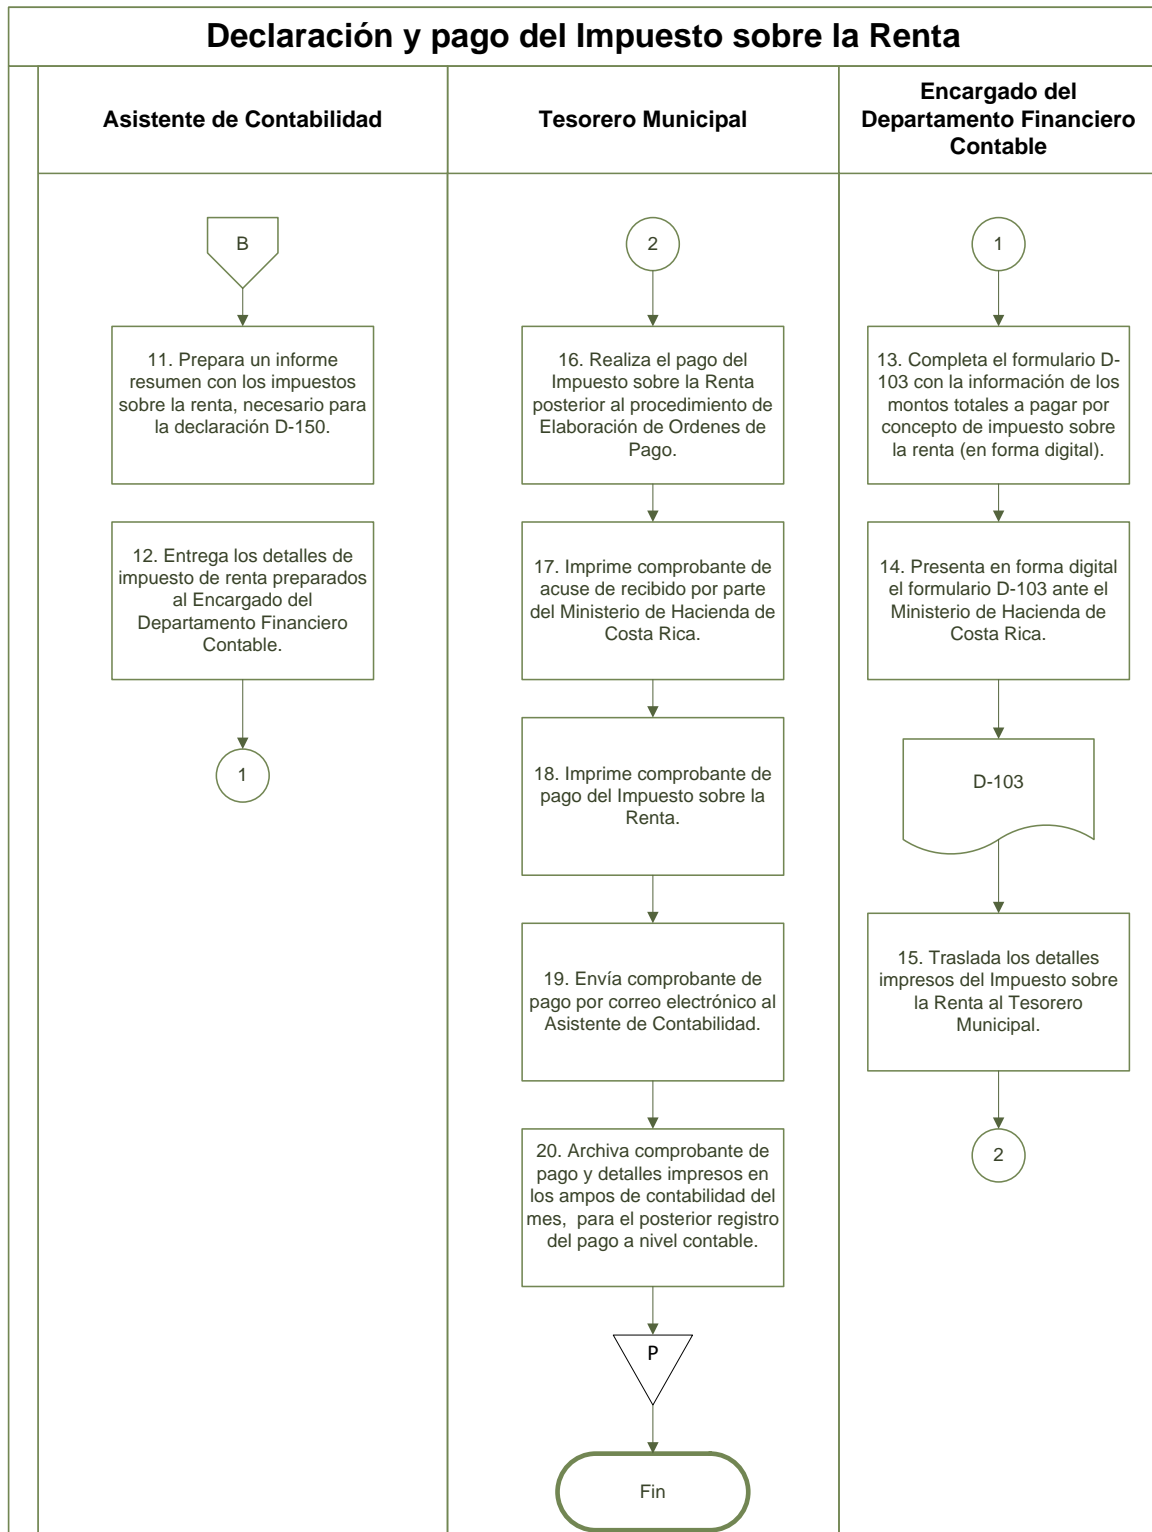 Declaración y pago del Impuesto sobre la Renta
Asistente de Contabilidad
Tesorero Municipal
Encargado del
Departamento Financiero
Contable
B
11. Prepara un informe
resumen con los impuestos
sobre la renta, necesario para
la declaración D-150.
12. Entrega los detalles de
impuesto de renta preparados
al Encargado del
Departamento Financiero
Contable.
1
2
16. Realiza el pago del
Impuesto sobre la Renta
posterior al procedimiento de
Elaboración de Ordenes de
Pago.
17. Imprime comprobante de
acuse de recibido por parte
del Ministerio de Hacienda de
Costa Rica.
18. Imprime comprobante de
pago del Impuesto sobre la
Renta.
19. Envía comprobante de
pago por correo electrónico al
Asistente de Contabilidad.
20. Archiva comprobante de
pago y detalles impresos en
los ampos de contabilidad del
mes,  para el posterior registro
del pago a nivel contable.
P
Fin
1
13. Completa el formulario D-
103 con la información de los
montos totales a pagar por
concepto de impuesto sobre
la renta (en forma digital).
14. Presenta en forma digital
el formulario D-103 ante el
Ministerio de Hacienda de
Costa Rica.
D-103
15. Traslada los detalles
impresos del Impuesto sobre
la Renta al Tesorero
Municipal.
2